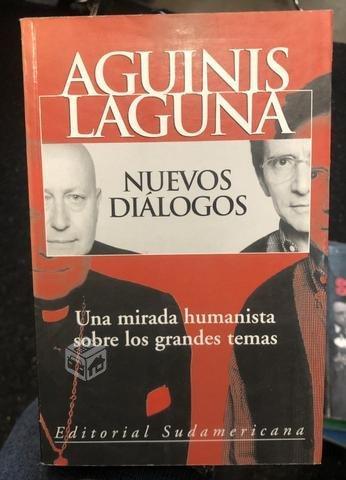 AGUINIS
LAGUNA
NUEVOS
DIÁLOGOS
Una mirada humanista
sobre los grandes temas
Editorial Sudamericana